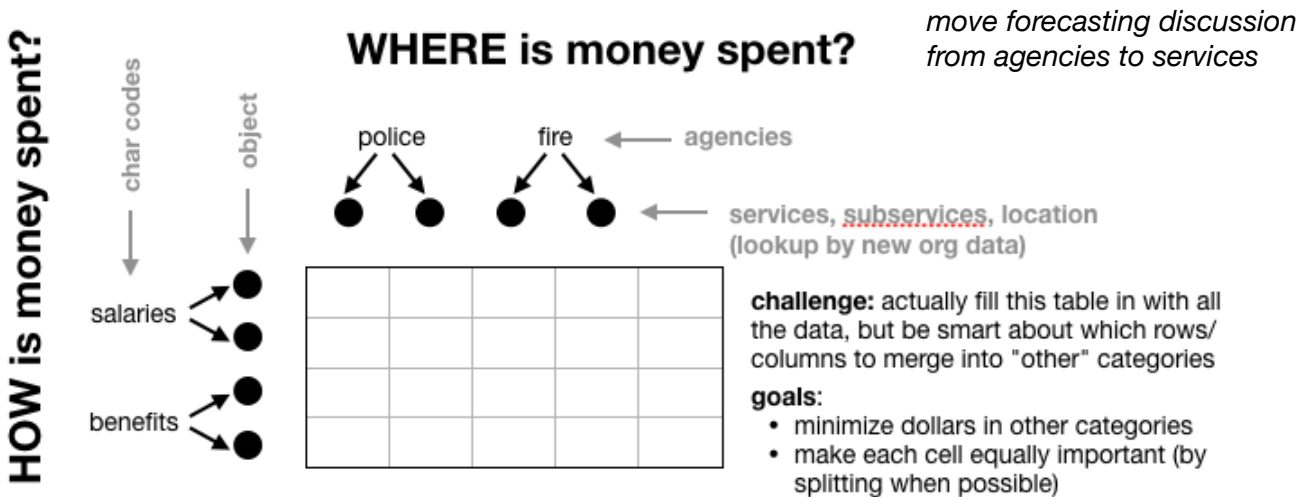 HOW is money spent?
WHERE is money spent?
move forecasting discussion
from agencies to services
char codes
object
police
fire
agencies
services, subservices, location
(lookup by new org data)
salaries
benefits
challenge: actually fill this table in with all
the data, but be smart about which rows/
columns to merge into "other" categories
goals:
• minimize dollars in other categories
• make each cell equally important (by
splitting when possible)